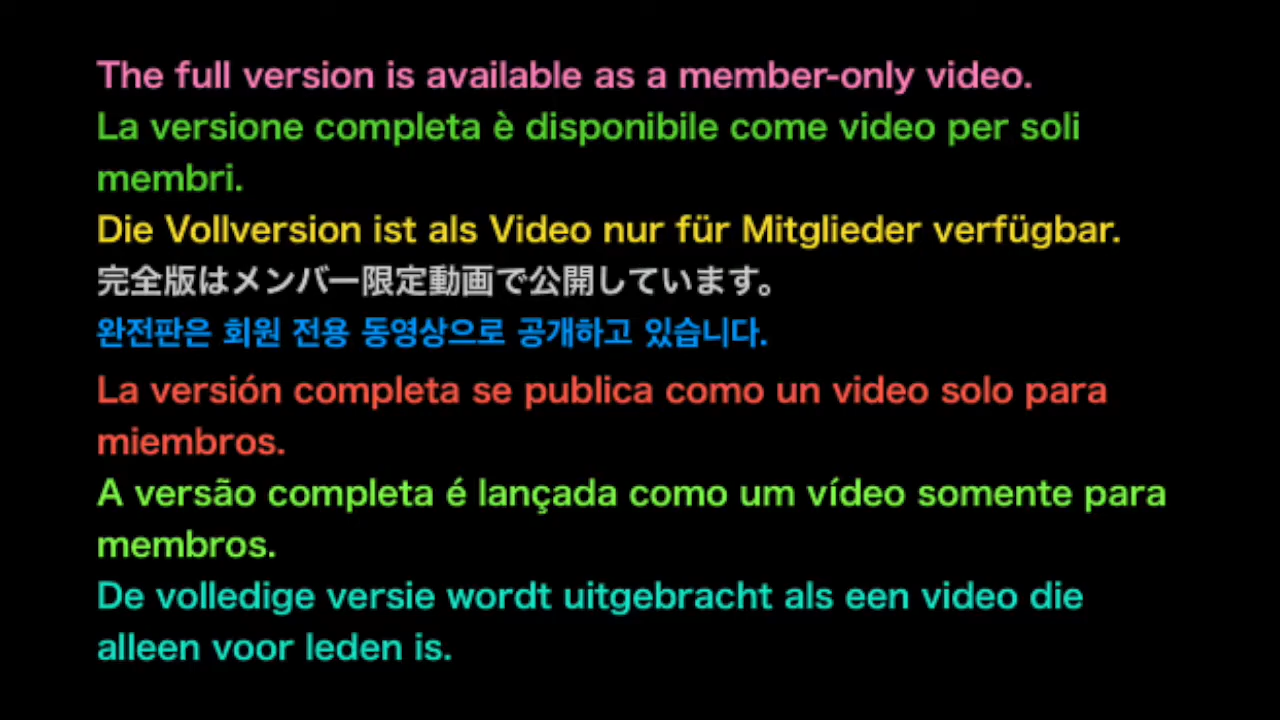 The full version is available as a member-only video.
La versione completa è disponibile come video per soli
membri.
Die Vollversion ist als Video nur für Mitglieder verfügbar.
完全版はメンバー限定動画で公開しています。
완전판은 회원 전용 동영상으로 공개하고 있습니다.
La versión completa se publica como un video solo para
miembros.
A versão completa é lançada como um vídeo somente para
membros.
De volledige versie wordt uitgebracht als een video die
alleen voor leden is.